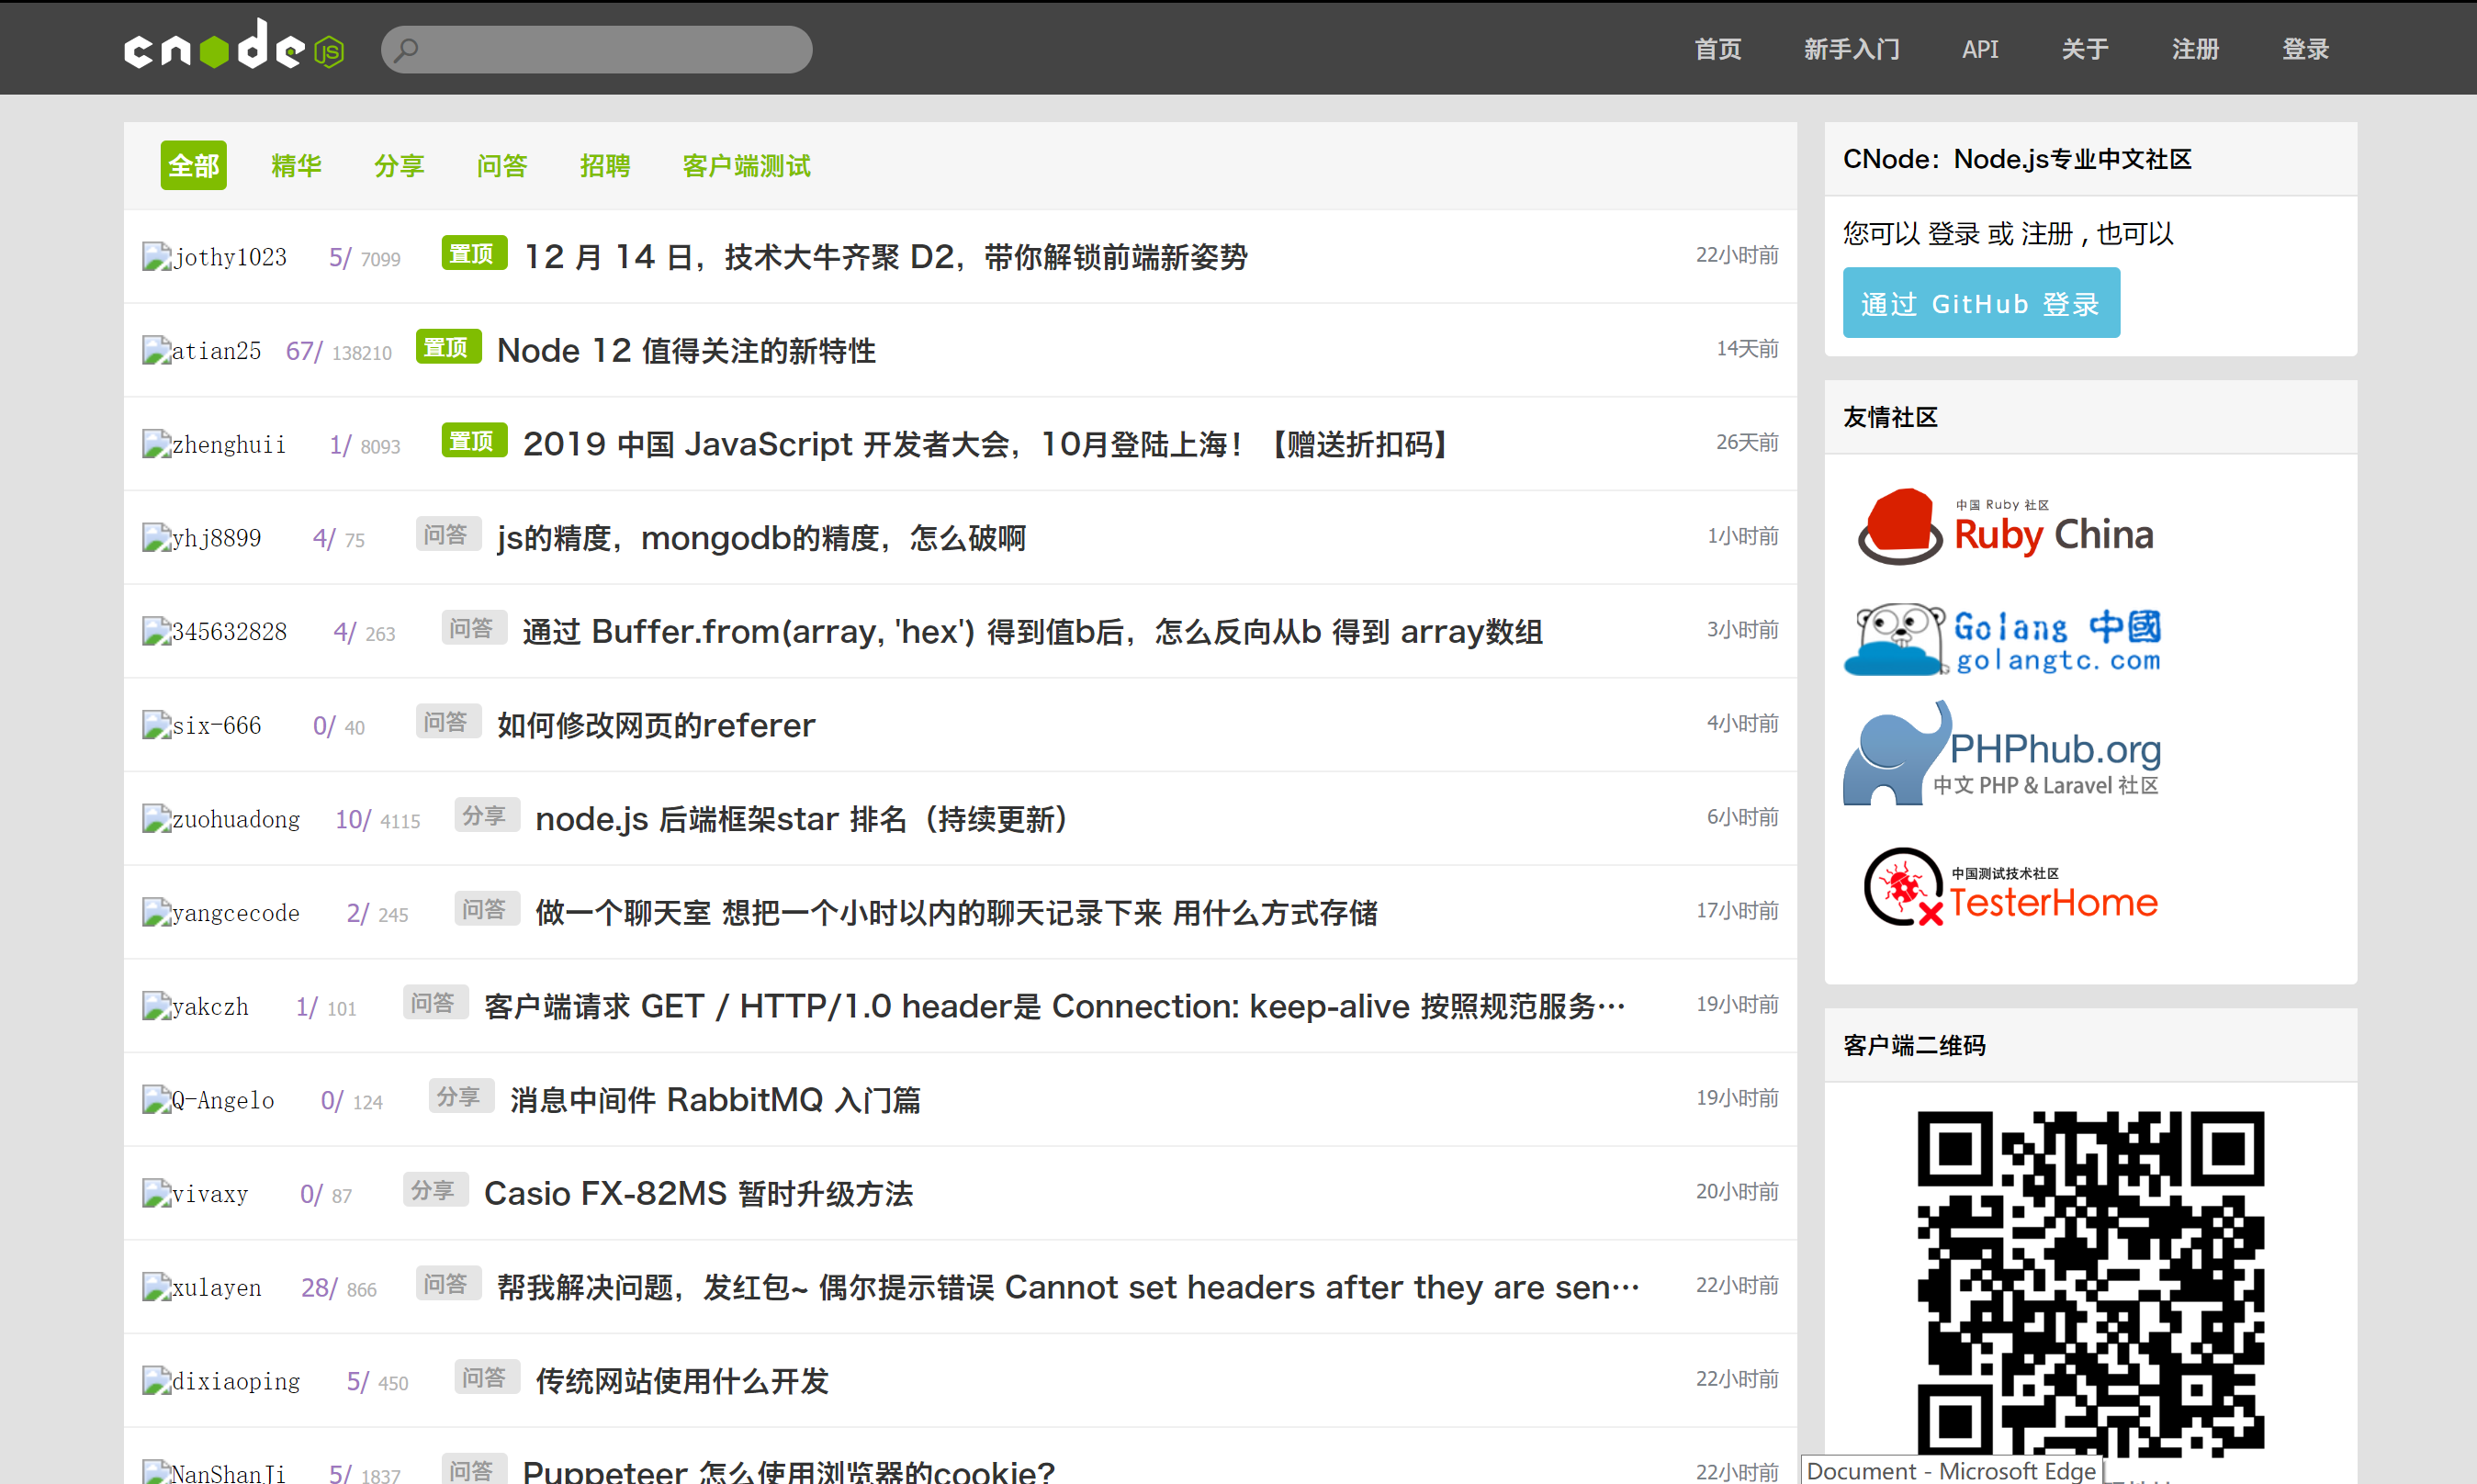 cnode JS
首页 新手入门 API 关于 注册 登录
全部 精华 分享 问答 招聘 客户端测试
jothy1023 5/ 7099 置顶 12 月 14 日，技术大牛齐聚 D2，带你解锁前端新姿势 22小时前
atian25 67/ 138210 置顶 Node 12 值得关注的新特性 14天前
zhenghuii 1/ 8093 置顶 2019 中国 JavaScript 开发者大会，10月登陆上海！【赠送折扣码】 26天前
yhj8899 4/ 75 问答 js的精度，mongodb的精度，怎么破啊 1小时前
345632828 4/ 263 问答 通过 Buffer.from(array, 'hex') 得到值b后，怎么反向从b 得到 array数组 3小时前
six-666 0/ 40 问答 如何修改网页的referer 4小时前
zuohuadong 10/ 4115 分享 node.js 后端框架star 排名（持续更新） 6小时前
yangcecode 2/ 245 问答 做一个聊天室 想把一个小时以内的聊天记录下来 用什么方式存储 17小时前
yakczh 1/ 101 问答 客户端请求 GET / HTTP/1.0 header是 Connection: keep-alive 按照规范服务… 19小时前
Q-Angelo 0/ 124 分享 消息中间件 RabbitMQ 入门篇 19小时前
vivaxy 0/ 87 分享 Casio FX-82MS 暂时升级方法 20小时前
xulayen 28/ 866 问答 帮我解决问题，发红包~ 偶尔提示错误 Cannot set headers after they are sen… 22小时前
dixiaoping 5/ 450 问答 传统网站使用什么开发 22小时前
NanShanJi 5/ 1837 问答 Puppeteer 怎么使用浏览器的cookie? 22小时前
CNode：Node.js专业中文社区
您可以 登录 或 注册 , 也可以
通过 GitHub 登录
友情社区
中国 Ruby 社区
Ruby China
Golang 中國
golangtc.com
PHPhub.org
中文 PHP & Laravel 社区
中国测试技术社区
TesterHome
客户端二维码
Document - Microsoft Edge